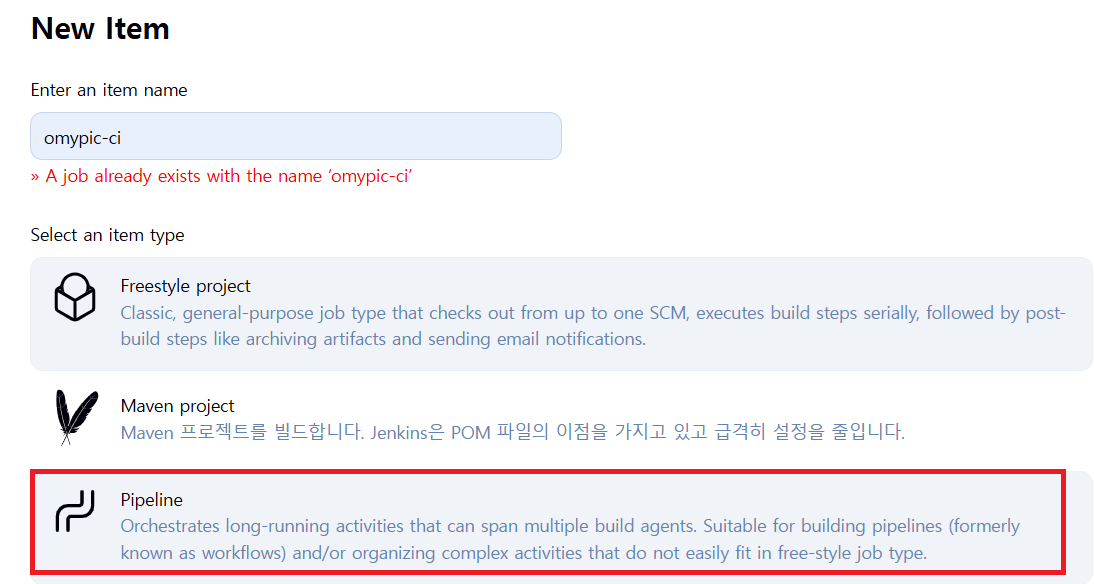 New Item
Enter an item name
omypic-ci
» A job already exists with the name ‘omypic-ci’
Select an item type
Freestyle project
Classic, general-purpose job type that checks out from up to one SCM, executes build steps serially, followed by post-
build steps like archiving artifacts and sending email notifications.
Maven project
Maven 프로젝트를 빌드합니다. Jenkins은 POM 파일의 이점을 가지고 있고 급격히 설정을 줄입니다.
Pipeline
Orchestrates long-running activities that can span multiple build agents. Suitable for building pipelines (formerly
known as workflows) and/or organizing complex activities that do not easily fit in free-style job type.